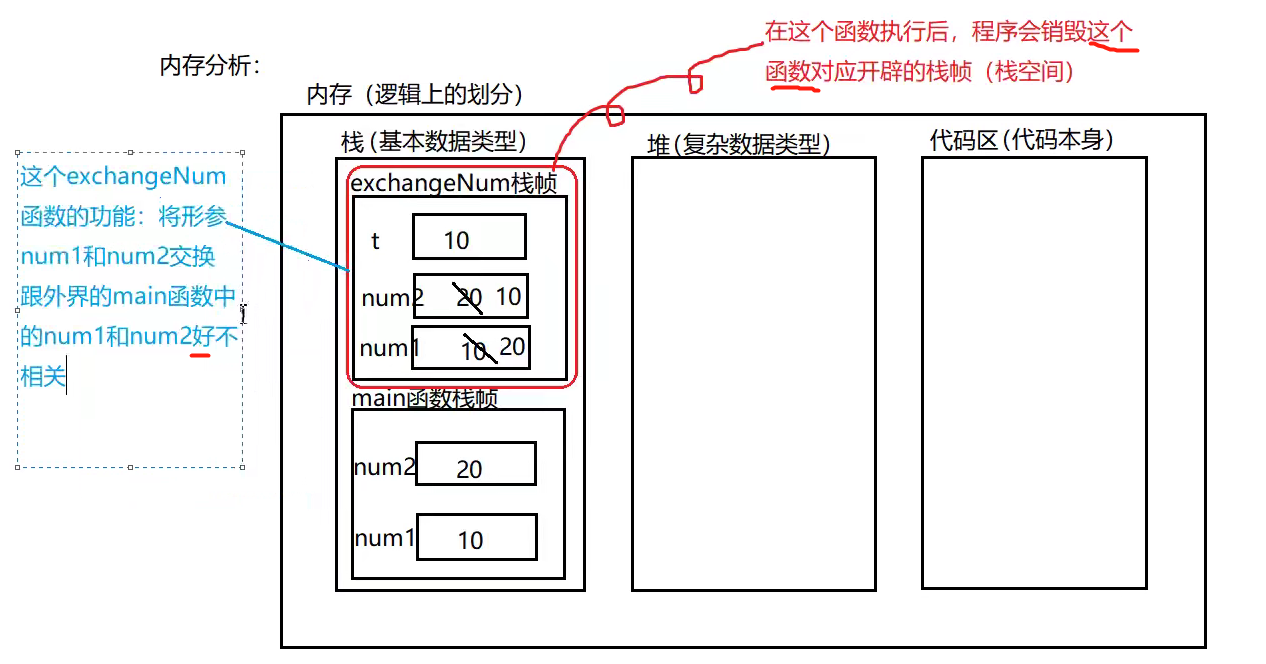 在这个函数执行后，程序会销毁这个
函数对应开辟的栈帧（栈空间）
内存分析：
内存（逻辑上的划分）
栈(基本数据类型)
堆(复杂数据类型)
代码区(代码本身)
这个exchangeNum
函数的功能：将形参
num1和num2交换
跟外界的main函数中
的num1和num2好不
相关
exchangeNum栈帧
t 10
num2 20 10
num1 10 20
main函数栈帧
num2 20
num1 10